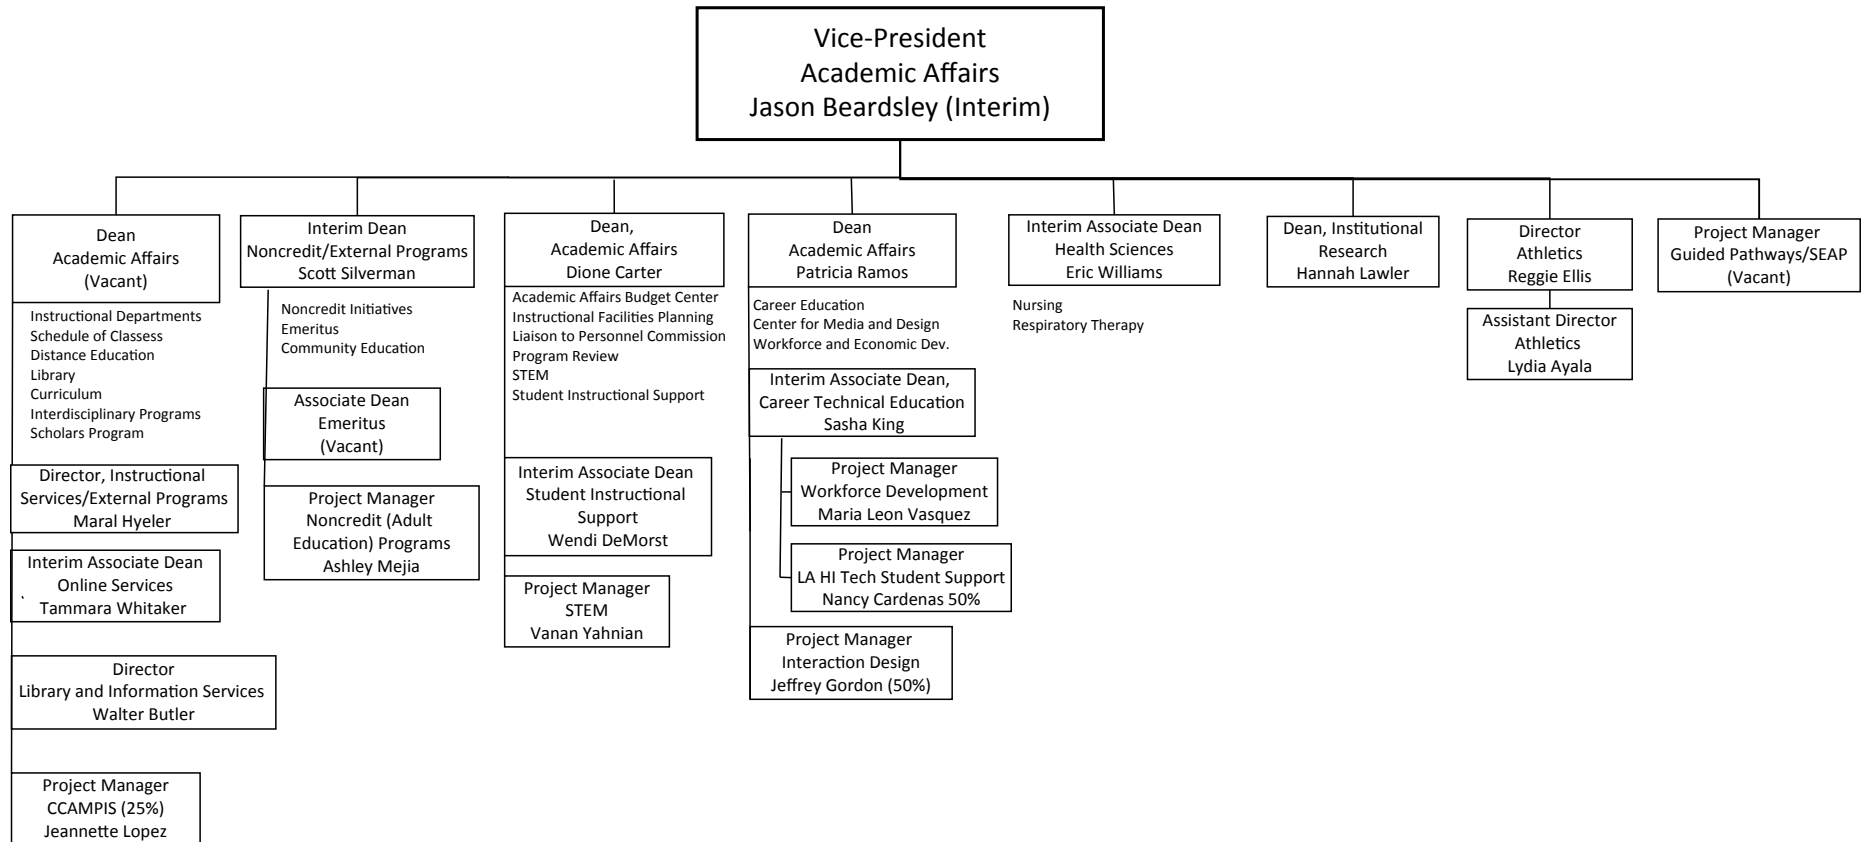 Vice-President
Academic Affairs
Jason Beardsley (Interim)
Dean
Academic Affairs
(Vacant)
Instructional Departments
Schedule of Classess
Distance Education
Library
Curriculum
Interdisciplinary Programs
Scholars Program
Director, Instructional
Services/External Programs
Maral Hyeler
Interim Associate Dean
Online Services
Tammara Whitaker
Director
Library and Information Services
Walter Butler
Project Manager
CCAMPIS (25%)
Jeannette Lopez
Interim Dean
Noncredit/External Programs
Scott Silverman
Noncredit Initiatives
Emeritus
Community Education
Associate Dean
Emeritus
(Vacant)
Project Manager
Noncredit (Adult
Education) Programs
Ashley Mejia
Dean,
Academic Affairs
Dione Carter
Academic Affairs Budget Center
Instructional Facilities Planning
Liaison to Personnel Commission
Program Review
STEM
Student Instructional Support
Interim Associate Dean
Student Instructional
Support
Wendi DeMorst
Project Manager
STEM
Vanan Yahnian
Dean
Academic Affairs
Patricia Ramos
Career Education
Center for Media and Design
Workforce and Economic Dev.
Interim Associate Dean,
Career Technical Education
Sasha King
Project Manager
Workforce Development
Maria Leon Vasquez
Project Manager
LA HI Tech Student Support
Nancy Cardenas 50%
Project Manager
Interaction Design
Jeffrey Gordon (50%)
Interim Associate Dean
Health Sciences
Eric Williams
Nursing
Respiratory Therapy
Dean, Institutional
Research
Hannah Lawler
Director
Athletics
Reggie Ellis
Assistant Director
Athletics
Lydia Ayala
Project Manager
Guided Pathways/SEAP
(Vacant)